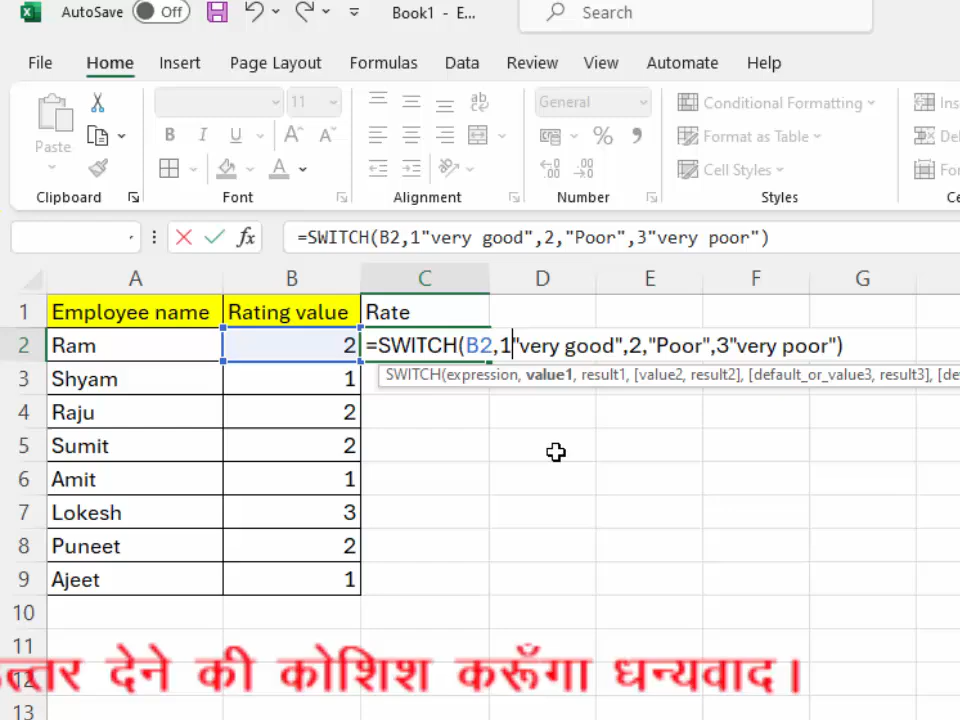 AutoSave Off Book1 - E... Search
File Home Insert Page Layout Formulas Data Review View Automate Help
Paste 11 General Conditional Formatting
Format as Table
Cell Styles
Clipboard Font Alignment Number Styles
=SWITCH(B2,1"very good",2,"Poor",3"very poor")
A B C D E F G
1 Employee name Rating value Rate
2 Ram 2 =SWITCH(B2,1"very good",2,"Poor",3"very poor")
SWITCH(expression, value1, result1, [value2, result2], [default_or_value3, result3],
3 Shyam 1
4 Raju 2
5 Sumit 2
6 Amit 1
7 Lokesh 3
8 Puneet 2
9 Ajeet 1
10
11
12 देने की कोशिश करूँगा धन्यवाद।
13